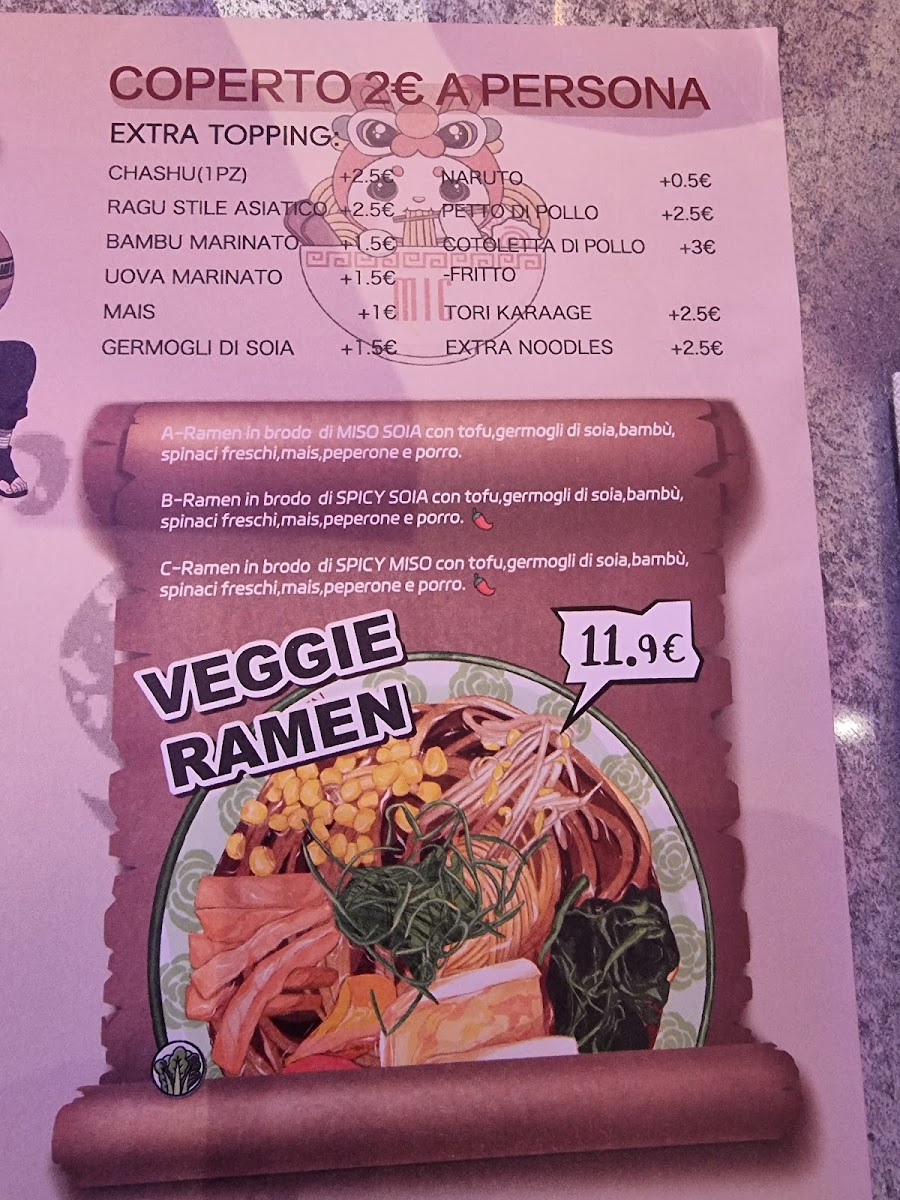 COPERTO 2€ A PERSONA
EXTRA TOPPING:
CHASHU(1PZ) +2.5€
RAGU STILE ASIATICO +2.5€
BAMBU MARINATO +1.5€
UOVA MARINATO +1.5€
MAIS +1€
GERMOGLI DI SOIA +1.5€
NARUTO +0.5€
PETTO DI POLLO +2.5€
COTOLETTA DI POLLO +3€
-FRITTO
TORI KARAAGE +2.5€
EXTRA NOODLES +2.5€
MTC
A-Ramen in brodo di MISO SOIA con tofu,germogli di soia,bambù,
spinaci freschi,mais,peperone e porro.
B-Ramen in brodo di SPICY SOIA con tofu,germogli di soia,bambù,
spinaci freschi,mais,peperone e porro.
C-Ramen in brodo di SPICY MISO con tofu,germogli di soia,bambù,
spinaci freschi,mais,peperone e porro.
VEGGIE
RAMEN
11.9€